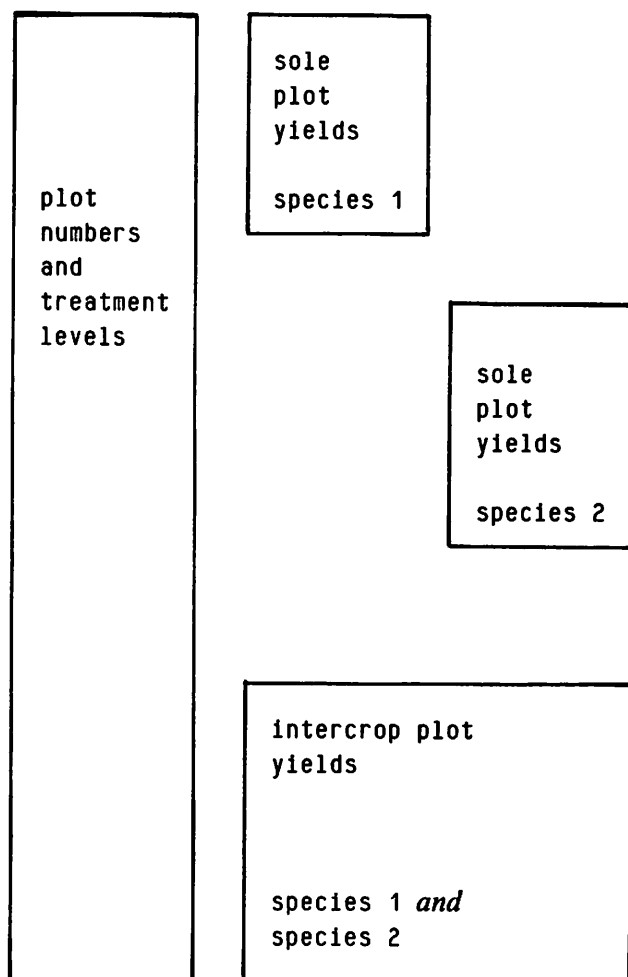 plot
numbers
and
treatment
levels
sole
plot
yields
species 1
sole
plot
yields
species 2
intercrop plot
yields
species 1 and
species 2